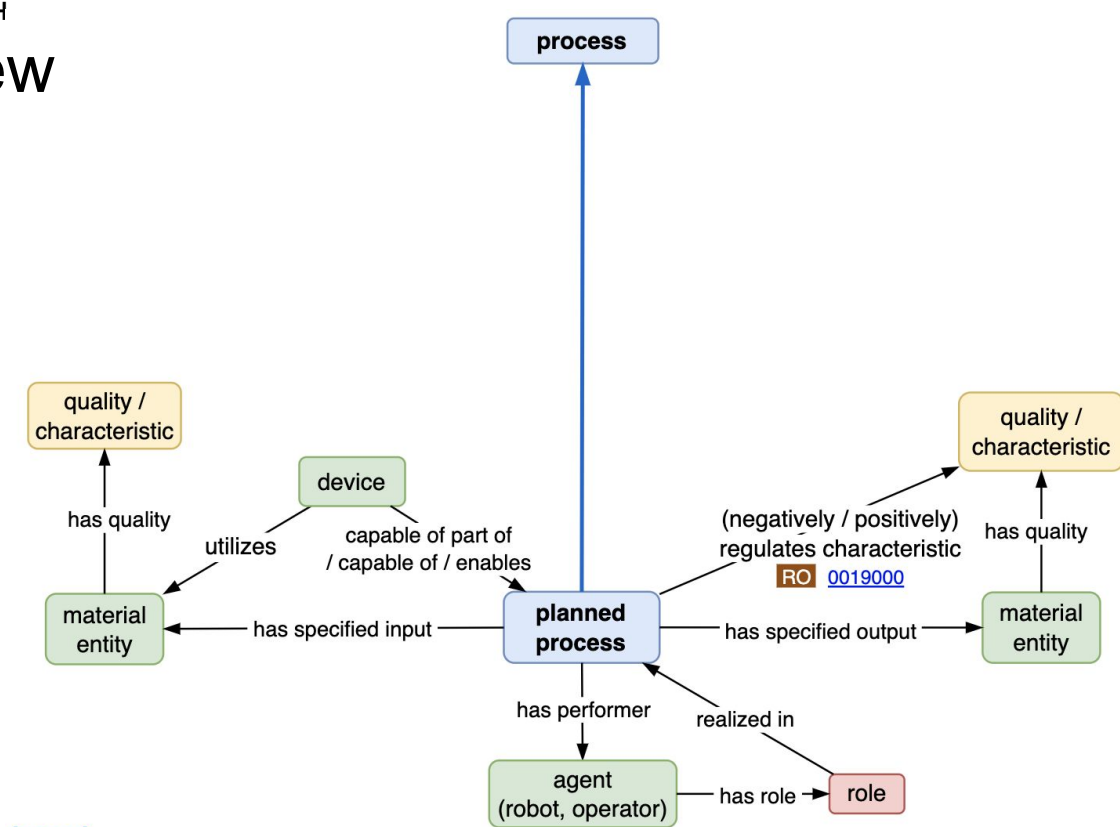 ew
process
quality /
characteristic
quality /
characteristic
device
has quality
utilizes
capable of part of
/ capable of / enables
(negatively / positively)
regulates characteristic
RO 0019000
has quality
material
entity
has specified input
planned
process
has specified output
material
entity
has performer
realized in
agent
(robot, operator)
has role
role